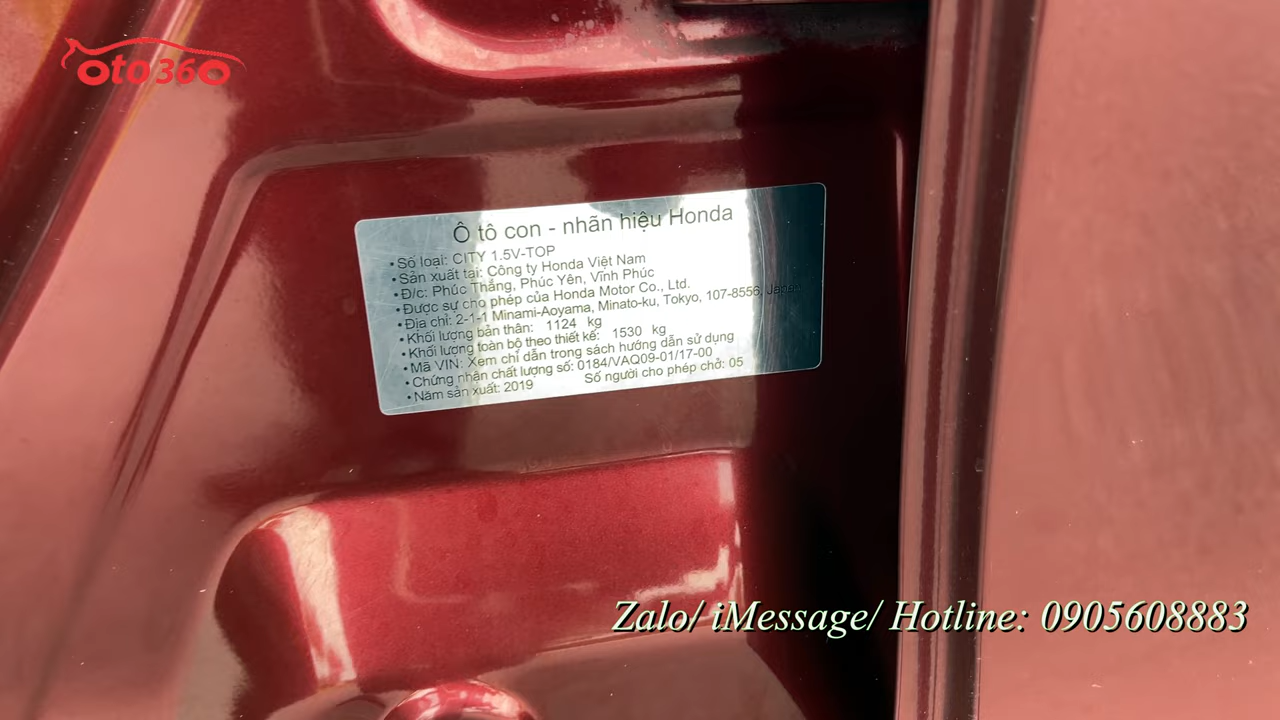 oto360
Ô tô con - nhãn hiệu Honda
• Số loại: CITY 1.5V-TOP
• Sản xuất tại: Công ty Honda Việt Nam
• Đ/c: Phúc Thắng, Phúc Yên, Vĩnh Phúc
• Được sự cho phép của Honda Motor Co., Ltd.
• Địa chỉ: 2-1-1 Minami-Aoyama, Minato-ku, Tokyo, 107-8556, Japan
• Khối lượng bản thân: 1124 kg
• Khối lượng toàn bộ theo thiết kế: 1530 kg
• Mã VIN: Xem chỉ dẫn trong sách hướng dẫn sử dụng
• Chứng nhận chất lượng số: 0184/VAQ09-01/17-00
• Năm sản xuất: 2019 Số người cho phép chở: 05
Zalo/ iMessage/ Hotline: 0905608883